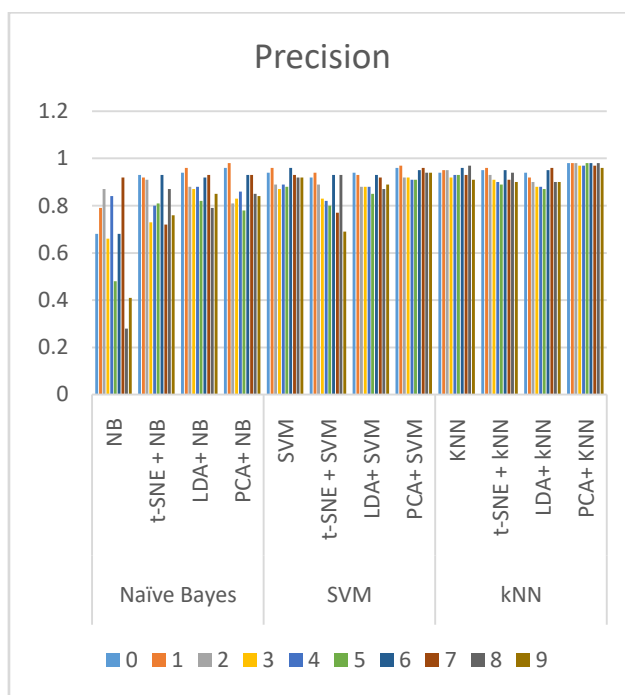 Precision
1.2
1
0.8
0.6
0.4
0.2
0
NB
t-SNE + NB
LDA+ NB
PCA+ NB
SVM
t-SNE + SVM
LDA+ SVM
PCA+ SVM
KNN
t-SNE + kNN
LDA+ kNN
PCA+ KNN
Naïve Bayes SVM kNN
0 1 2 3 4 5 6 7 8 9